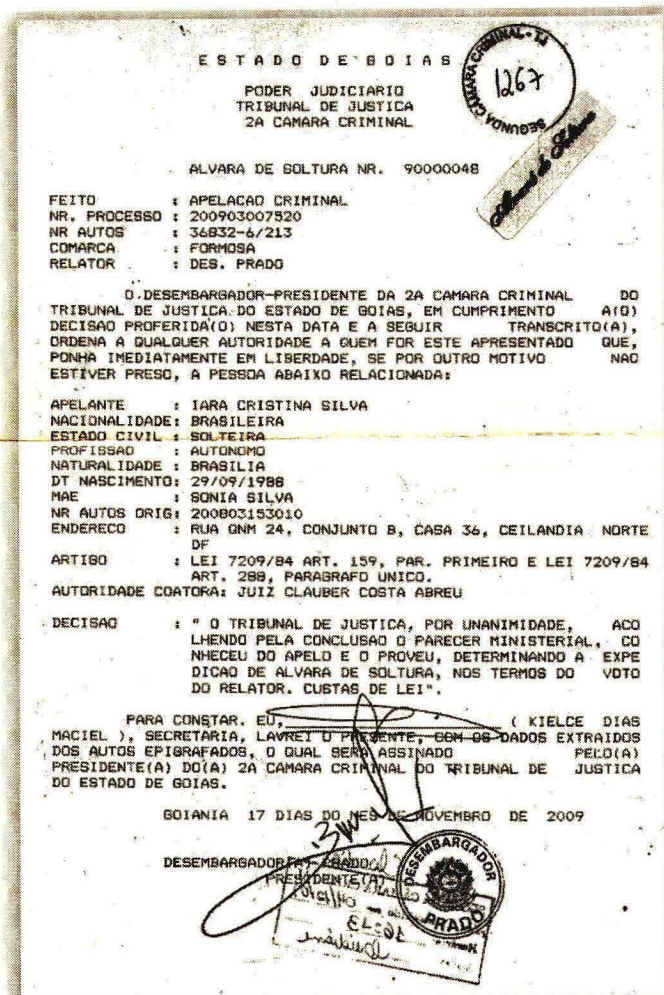 ESTADO DE GOIAS
PODER JUDICIARIO
TRIBUNAL DE JUSTICA
2A CAMARA CRIMINAL
SEGUNDA CAMARA CRIMINAL - TJ
1267
Alvará de Soltura
ALVARA DE SOLTURA NR. 90000048
FEITO : APELACAO CRIMINAL
NR. PROCESSO : 200903007520
NR AUTOS : 36832-6/213
COMARCA : FORMOSA
RELATOR : DES. PRADO
O DESEMBARGADOR-PRESIDENTE DA 2A CAMARA CRIMINAL DO
TRIBUNAL DE JUSTICA DO ESTADO DE GOIAS, EM CUMPRIMENTO A(O)
DECISAO PROFERIDA(O) NESTA DATA E A SEGUIR TRANSCRITO(A),
ORDENA A QUALQUER AUTORIDADE A QUEM FOR ESTE APRESENTADO QUE,
PONHA IMEDIATAMENTE EM LIBERDADE, SE POR OUTRO MOTIVO NAO
ESTIVER PRESO, A PESSOA ABAIXO RELACIONADA:
APELANTE : IARA CRISTINA SILVA
NACIONALIDADE: BRASILEIRA
ESTADO CIVIL : SOLTEIRA
PROFISSAO : AUTONOMO
NATURALIDADE : BRASILIA
DT NASCIMENTO: 29/09/1988
MAE : SONIA SILVA
NR AUTOS ORIG: 200803153010
ENDERECO : RUA QNM 24, CONJUNTO B, CASA 36, CEILANDIA NORTE
DF
ARTIGO : LEI 7209/84 ART. 159, PAR. PRIMEIRO E LEI 7209/84
ART. 288, PARAGRAFO UNICO.
AUTORIDADE COATORA: JUIZ CLAUBER COSTA ABREU
DECISAO : " O TRIBUNAL DE JUSTICA, POR UNANIMIDADE, ACO
LHENDO PELA CONCLUSAO O PARECER MINISTERIAL, CO
NHECEU DO APELO E O PROVEU, DETERMINANDO A EXPE
DICAO DE ALVARA DE SOLTURA, NOS TERMOS DO VOTO
DO RELATOR. CUSTAS DE LEI".
PARA CONSTAR. EU, ( KIELCE DIAS
MACIEL ), SECRETARIA, LAVREI O PRESENTE, COM OS DADOS EXTRAIDOS
DOS AUTOS EPIGRAFADOS, O QUAL SERA ASSINADO PELO(A)
PRESIDENTE(A) DO(A) 2A CAMARA CRIMINAL DO TRIBUNAL DE JUSTICA
DO ESTADO DE GOIAS.
GOIANIA 17 DIAS DO MES DE NOVEMBRO DE 2009
DESEMBARGADOR(A) PRADO
PRESIDENTE(A)
DESEMBARGADOR
PRADO